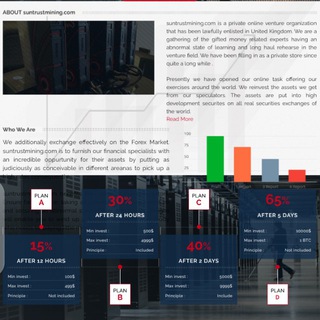 ABOUT suntrustmining.com
suntrustmining.com is a private online venture organization
that has been lawfully enlisted in United Kingdom. We are a
gathering of the gifted money related experts having an
abnormal state of learning and long haul rehearse in the
venture field. We have been filling in as a private store since
quite a while .
Presently we have opened our online task offering our
exercises around the world. We reinvest the assets we get
from our speculators. The assets are put into high
development securities on all real securities exchanges of
the world.
Read More
Who We Are
We additionally exchange effectively on the Forex Market.
suntrustmining.com is to furnish our financial specialists with
an incredible opportunity for their assets by putting as
judiciously as conceivable in different areas to pick up a
PLAN
A
15%
AFTER 12 HOURS
Min invest : 100$
Max invest : 499$
Principle : Not Included
30%
AFTER 24 HOURS
Min invest : 500$
Max invest : 4999$
Principle : Included
PLAN
B
PLAN
C
40%
AFTER 2 DAYS
Min invest : 5000$
Max invest : 9999$
Principle : Included
65%
AFTER 5 DAYS
Min invest : 10000$
Max invest : 1 BTC
Principle : Not Included
PLAN
D